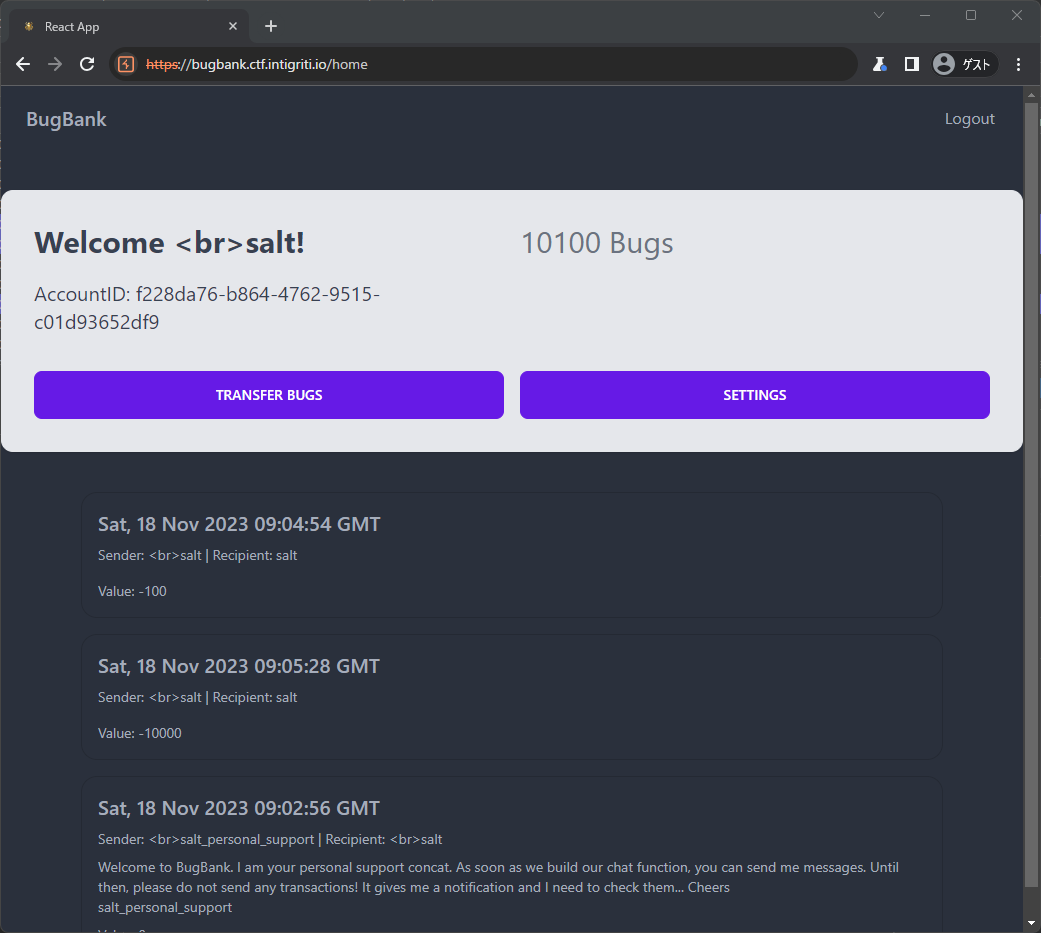 React App
https://bugbank.ctf.intigriti.io/home
ゲスト
BugBank
Logout
Welcome <br>salt!
10100 Bugs
AccountID: f228da76-b864-4762-9515-
c01d93652df9
TRANSFER BUGS
SETTINGS
Sat, 18 Nov 2023 09:04:54 GMT
Sender: <br>salt | Recipient: salt
Value: -100
Sat, 18 Nov 2023 09:05:28 GMT
Sender: <br>salt | Recipient: salt
Value: -10000
Sat, 18 Nov 2023 09:02:56 GMT
Sender: <br>salt_personal_support | Recipient: <br>salt
Welcome to BugBank. I am your personal support concat. As soon as we build our chat function, you can send me messages. Until
then, please do not send any transactions! It gives me a notification and I need to check them... Cheers
salt_personal_support